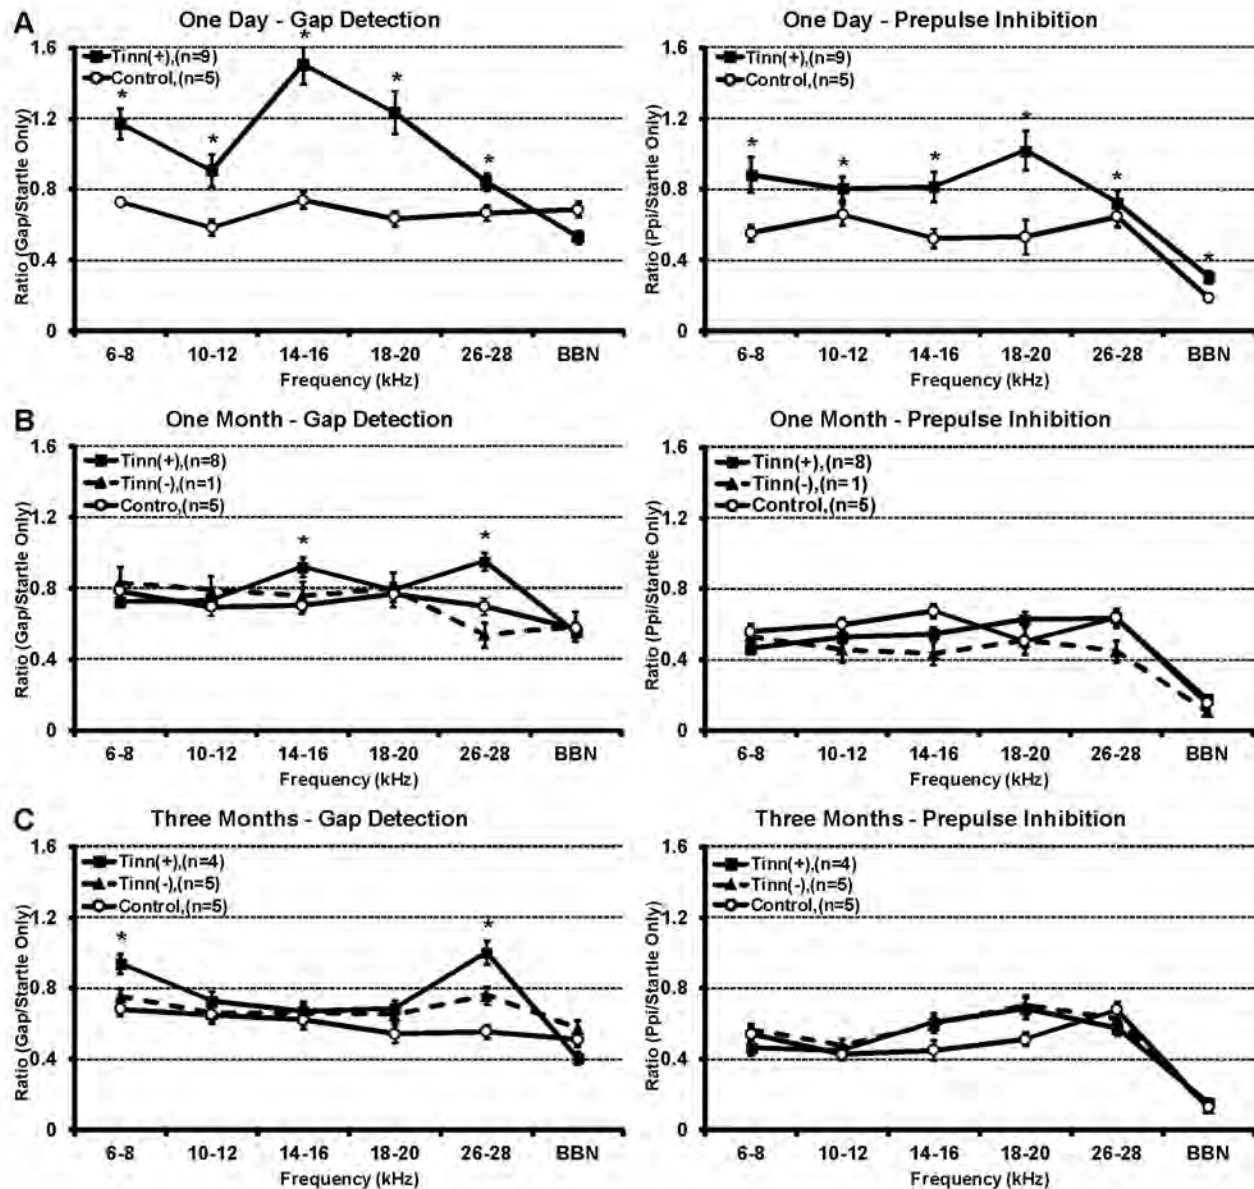 A
One Day - Gap Detection
Ratio (Gap/Startle Only)
1.6
1.2
0.8
0.4
0
Tinn(+),(n=9)
Control,(n=5)
*
*
*
*
*
6-8 10-12 14-16 18-20 26-28 BBN
Frequency (kHz)
One Day - Prepulse Inhibition
Ratio (Ppi/Startle Only)
1.6
1.2
0.8
0.4
0
Tinn(+),(n=9)
Control,(n=5)
*
*
*
*
*
*
6-8 10-12 14-16 18-20 26-28 BBN
Frequency (kHz)
B
One Month - Gap Detection
Ratio (Gap/Startle Only)
1.6
1.2
0.8
0.4
0
Tinn(+),(n=8)
Tinn(-),(n=1)
Contro,(n=5)
*
*
6-8 10-12 14-16 18-20 26-28 BBN
Frequency (kHz)
One Month - Prepulse Inhibition
Ratio (Ppi/Startle Only)
1.6
1.2
0.8
0.4
0
Tinn(+),(n=8)
Tinn(-),(n=1)
Control,(n=5)
6-8 10-12 14-16 18-20 26-28 BBN
Frequency (kHz)
C
Three Months - Gap Detection
Ratio (Gap/Startle Only)
1.6
1.2
0.8
0.4
0
Tinn(+),(n=4)
Tinn(-),(n=5)
Control,(n=5)
*
*
6-8 10-12 14-16 18-20 26-28 BBN
Frequency (kHz)
Three Months - Prepulse Inhibition
Ratio (Ppi/Startle Only)
1.6
1.2
0.8
0.4
0
Tinn(+),(n=4)
Tinn(-),(n=5)
Control,(n=5)
6-8 10-12 14-16 18-20 26-28 BBN
Frequency (kHz)